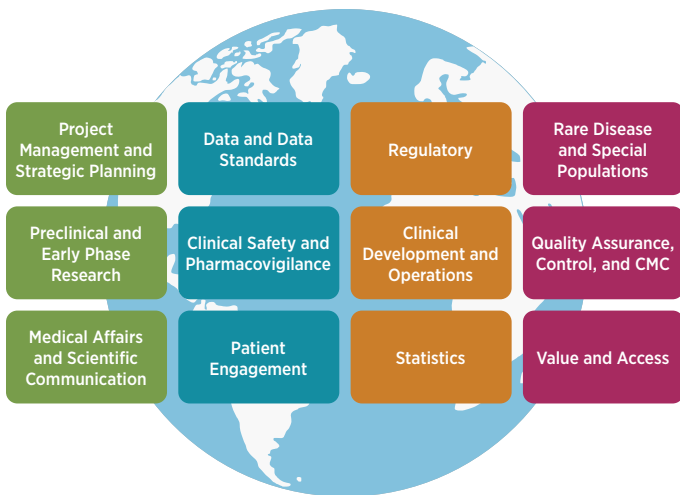 Project
Management and
Strategic Planning
Data and Data
Standards
Regulatory
Rare Disease
and Special
Populations
Preclinical and
Early Phase
Research
Clinical Safety and
Pharmacovigilance
Clinical
Development and
Operations
Quality Assurance,
Control, and CMC
Medical Affairs
and Scientific
Communication
Patient
Engagement
Statistics
Value and Access